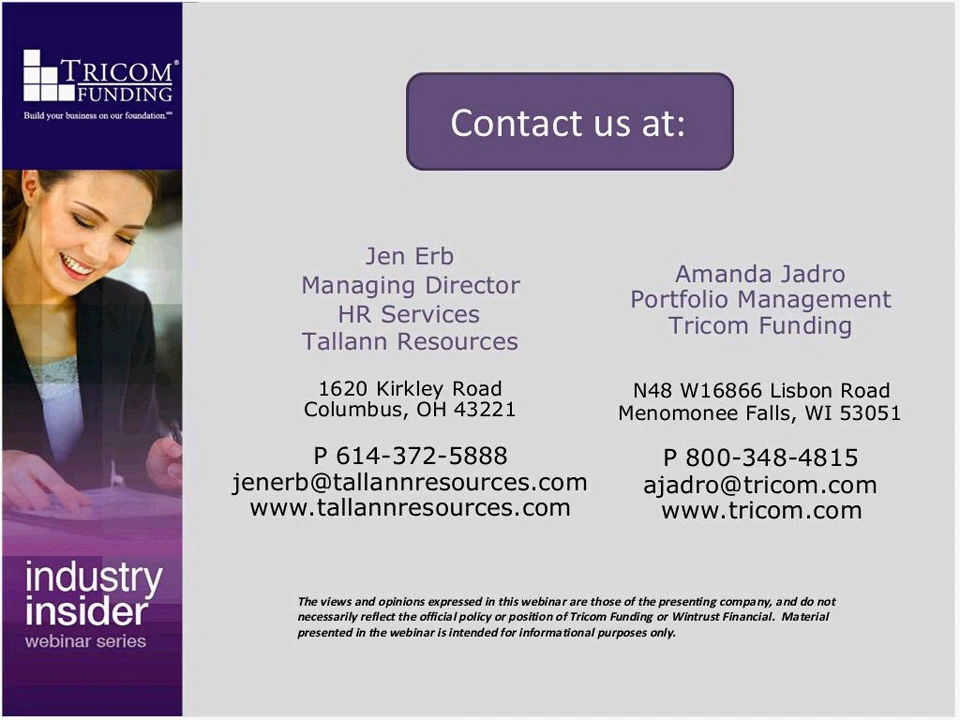 TRICOM®
FUNDING
Build your business on our foundation.℠
Contact us at:
Jen Erb
Managing Director
HR Services
Tallann Resources
1620 Kirkley Road
Columbus, OH 43221
P 614-372-5888
jenerb@tallannresources.com
www.tallannresources.com
Amanda Jadro
Portfolio Management
Tricom Funding
N48 W16866 Lisbon Road
Menomonee Falls, WI 53051
P 800-348-4815
ajadro@tricom.com
www.tricom.com
industry
insider
webinar series
The views and opinions expressed in this webinar are those of the presenting company, and do not
necessarily reflect the official policy or position of Tricom Funding or Wintrust Financial. Material
presented in the webinar is intended for informational purposes only.